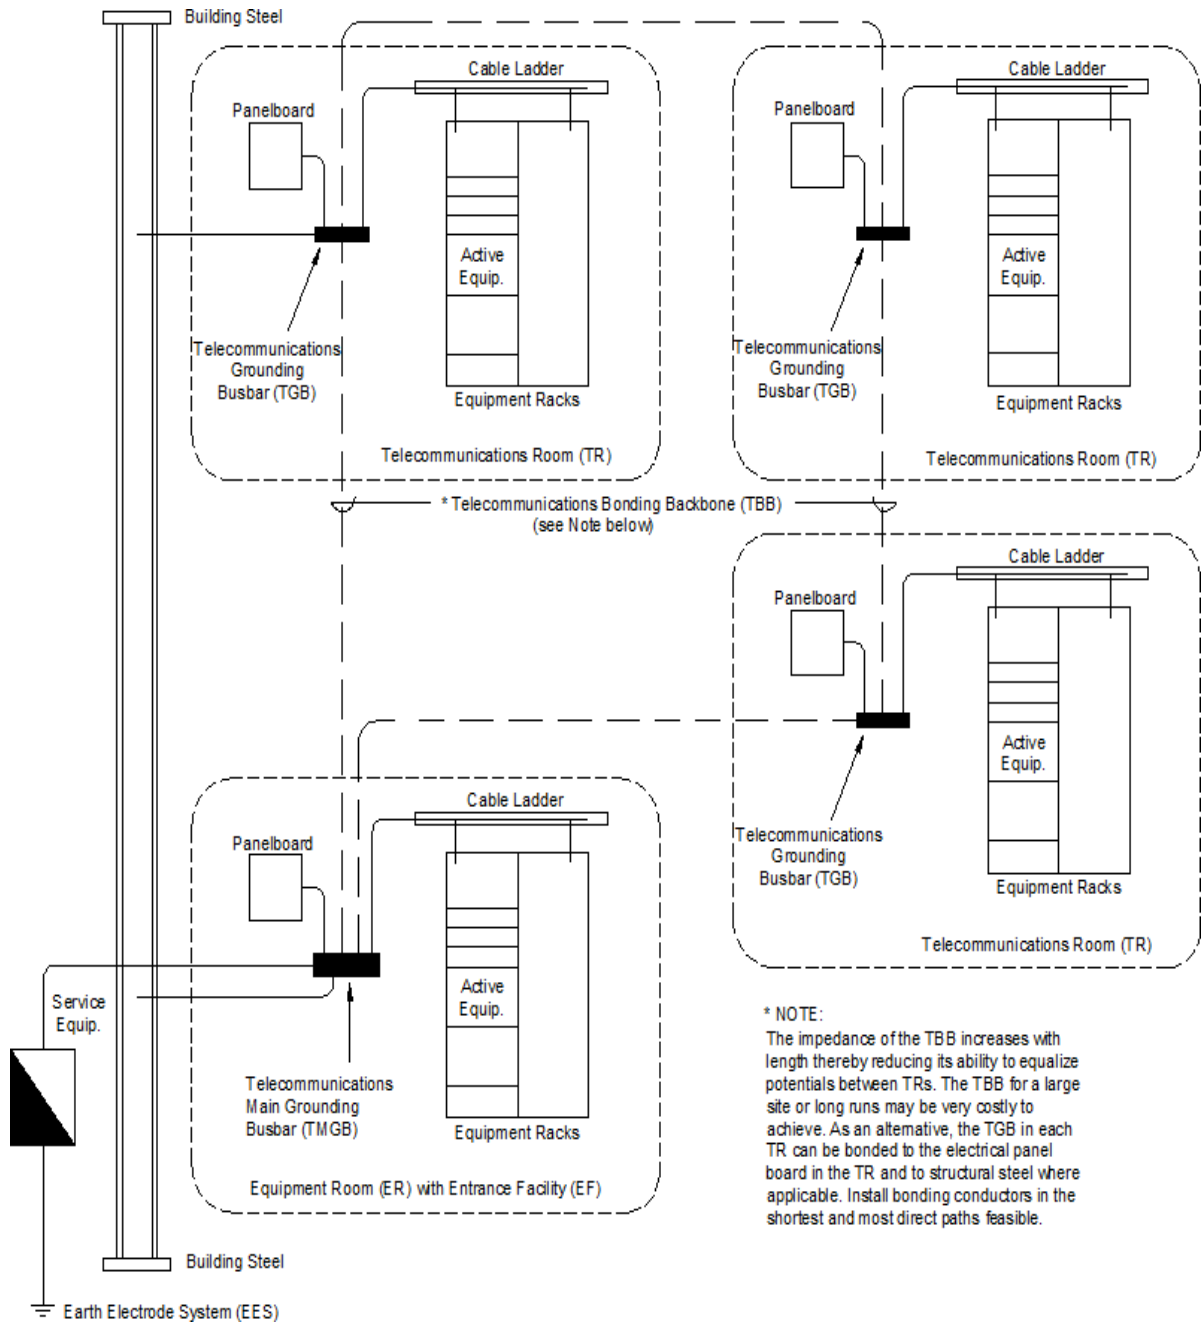 Building Steel
Cable Ladder
Panelboard
Active
Equip.
Telecommunications
Grounding
Busbar (TGB)
Equipment Racks
Telecommunications Room (TR)
Cable Ladder
Panelboard
Active
Equip.
Telecommunications
Grounding
Busbar (TGB)
Equipment Racks
Telecommunications Room (TR)
* Telecommunications Bonding Backbone (TBB)
(see Note below)
Cable Ladder
Panelboard
Active
Equip.
Telecommunications
Grounding
Busbar (TGB)
Equipment Racks
Telecommunications Room (TR)
Cable Ladder
Panelboard
Active
Equip.
Service
Equip.
Telecommunications
Main Grounding
Busbar (TMGB)
Equipment Racks
Equipment Room (ER) with Entrance Facility (EF)
* NOTE:
The impedance of the TBB increases with
length thereby reducing its ability to equalize
potentials between TRs. The TBB for a large
site or long runs may be very costly to
achieve. As an alternative, the TGB in each
TR can be bonded to the electrical panel
board in the TR and to structural steel where
applicable. Install bonding conductors in the
shortest and most direct paths feasible.
Building Steel
Earth Electrode System (EES)